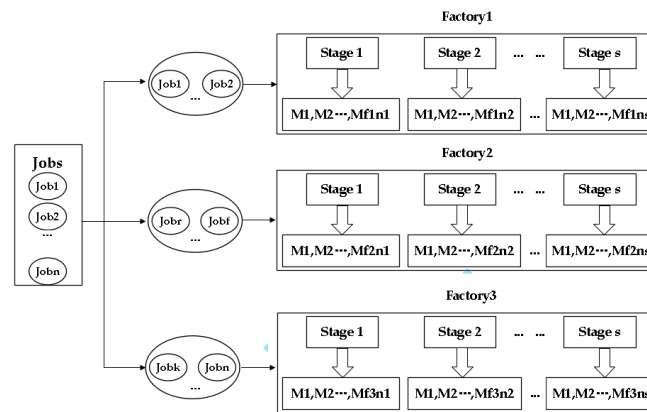 Factory1
Stage 1 Stage 2 ... ... Stage s
Job1 Job2
...
M1,M2···,Mf1n1 M1,M2···,Mf1n2 ... M1,M2···,Mf1ns
Jobs
Job1
Job2
...
Jobn
Factory2
Stage 1 Stage 2 ... ... Stage s
Jobr Jobf
...
M1,M2···,Mf2n1 M1,M2···,Mf2n2 ... M1,M2···,Mf2ns
Factory3
Stage 1 Stage 2 ... ... Stage s
Jobk Jobn
...
M1,M2···,Mf3n1 M1,M2···,Mf3n2 ... M1,M2···,Mf3ns